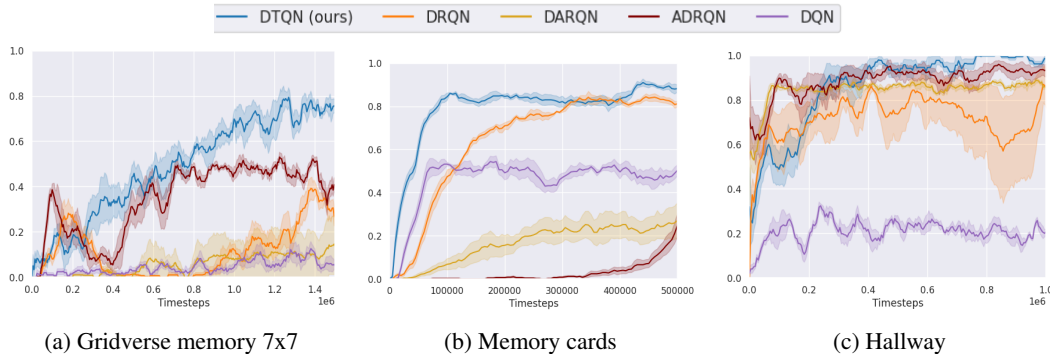 DTQN (ours) DRQN DARQN ADRQN DQN
1.0
0.8
0.6
0.4
0.2
0.0
0.0 0.2 0.4 0.6 0.8 1.0 1.2 1.4
Timesteps 1e6
(a) Gridverse memory 7x7
1.0
0.8
0.6
0.4
0.2
0.0
0 100000 200000 300000 400000 500000
Timesteps
(b) Memory cards
1.0
0.8
0.6
0.4
0.2
0.0
0.0 0.2 0.4 0.6 0.8 1.0
Timesteps 1e6
(c) Hallway